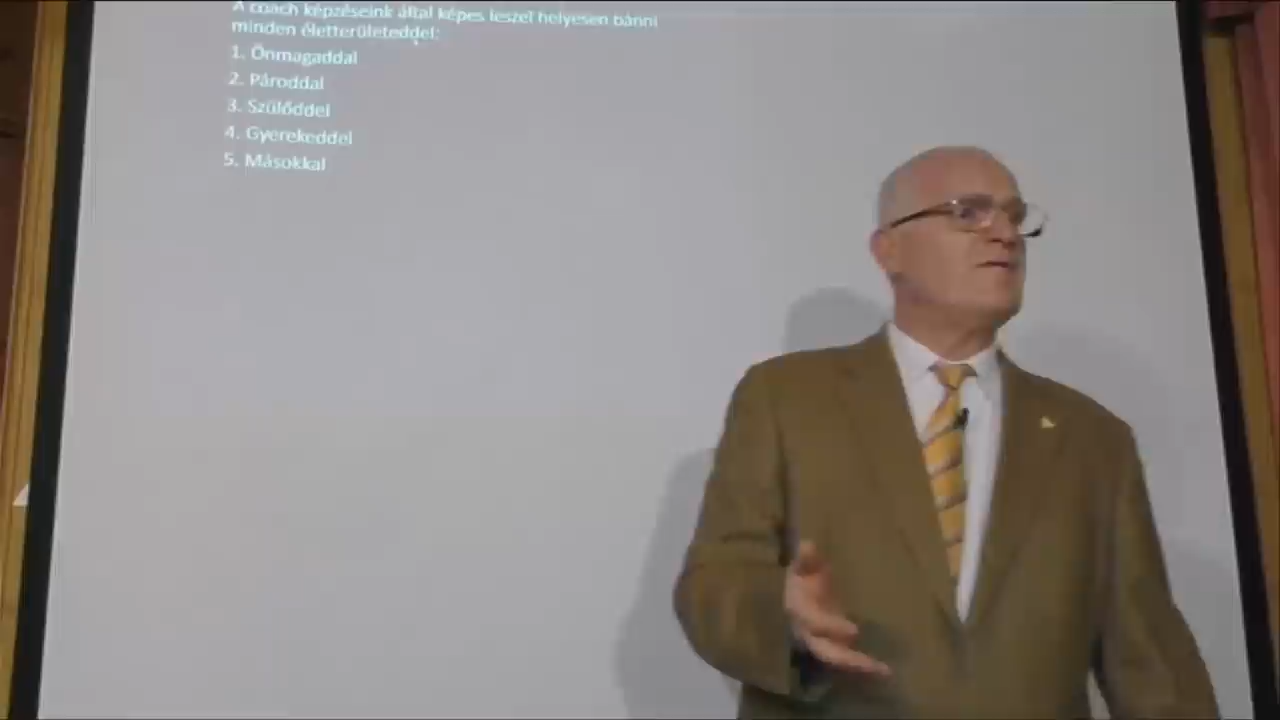 A coach képzéseink által képes leszel helyesen bánni
minden életterületeddel:
1. Önmagaddal
2. Pároddal
3. Szülőddel
4. Gyerekeddel
5. Másokkal